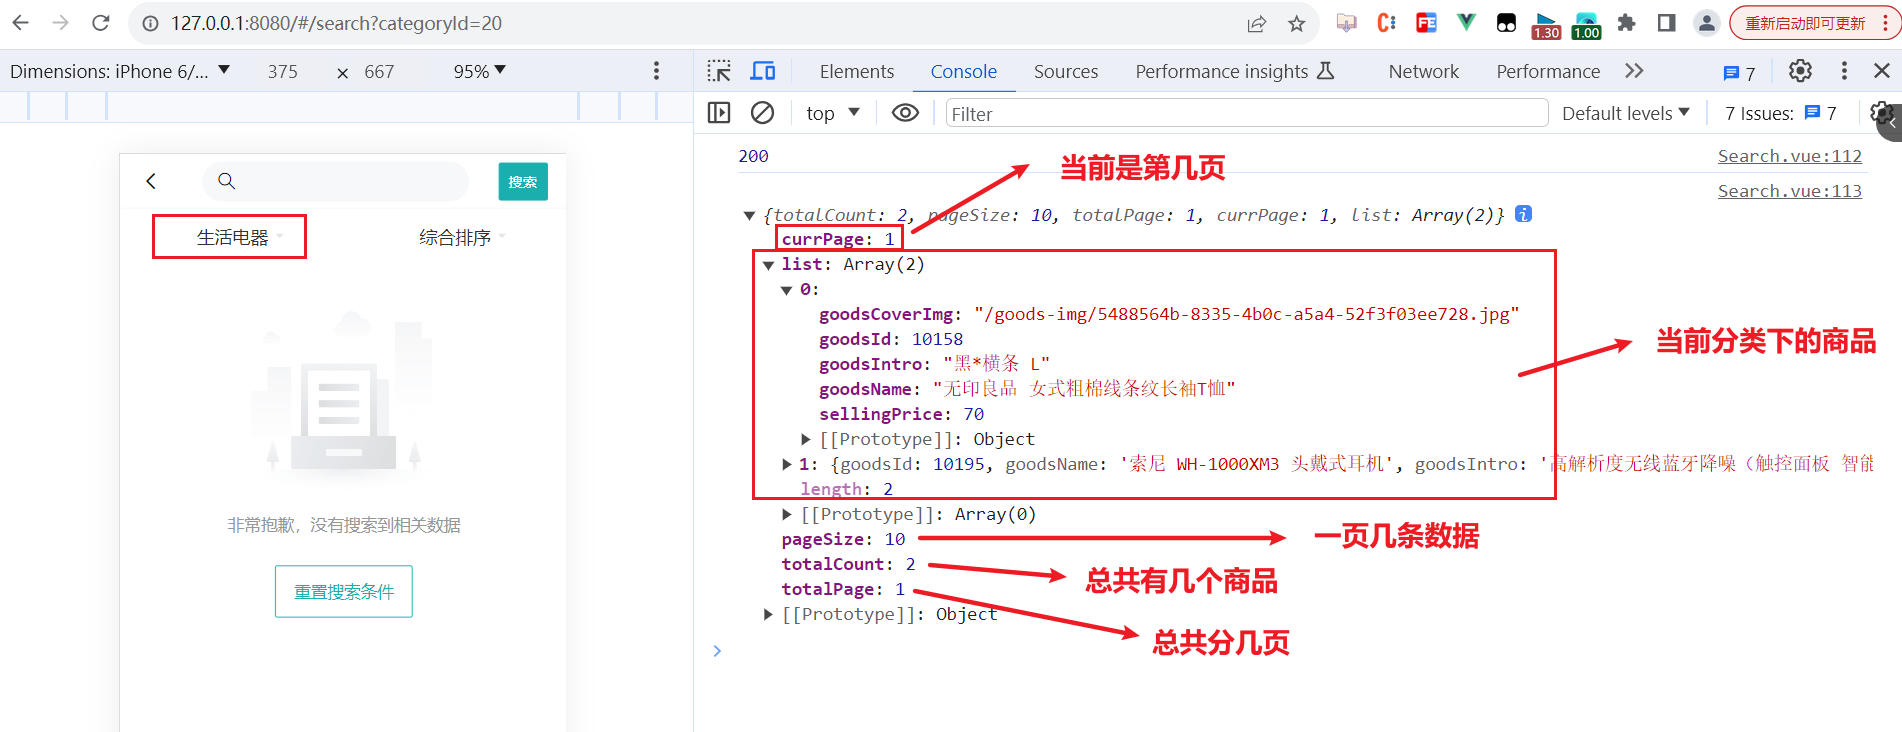 127.0.0.1:8080/#/search?categoryId=20
1.30
1.00
重新启动即可更新
Dimensions: iPhone 6/... 375 × 667 95%
Elements Console Sources Performance insights Network Performance 7
top Filter Default levels 7 Issues: 7
搜索
生活电器 综合排序
非常抱歉，没有搜索到相关数据
重置搜索条件
200 Search.vue:112
当前是第几页
Search.vue:113
{totalCount: 2, pageSize: 10, totalPage: 1, currPage: 1, list: Array(2)}
currPage: 1
list: Array(2)
0:
goodsCoverImg: "/goods-img/5488564b-8335-4b0c-a5a4-52f3f03ee728.jpg"
goodsId: 10158
当前分类下的商品
goodsIntro: "黑*横条 L"
goodsName: "无印良品 女式粗棉线条纹长袖T恤"
sellingPrice: 70
[[Prototype]]: Object
1: {goodsId: 10195, goodsName: '索尼 WH-1000XM3 头戴式耳机', goodsIntro: '高解析度无线蓝牙降噪（触控面板 智能
length: 2
[[Prototype]]: Array(0)
pageSize: 10
一页几条数据
totalCount: 2
总共有几个商品
totalPage: 1
[[Prototype]]: Object
总共分几页